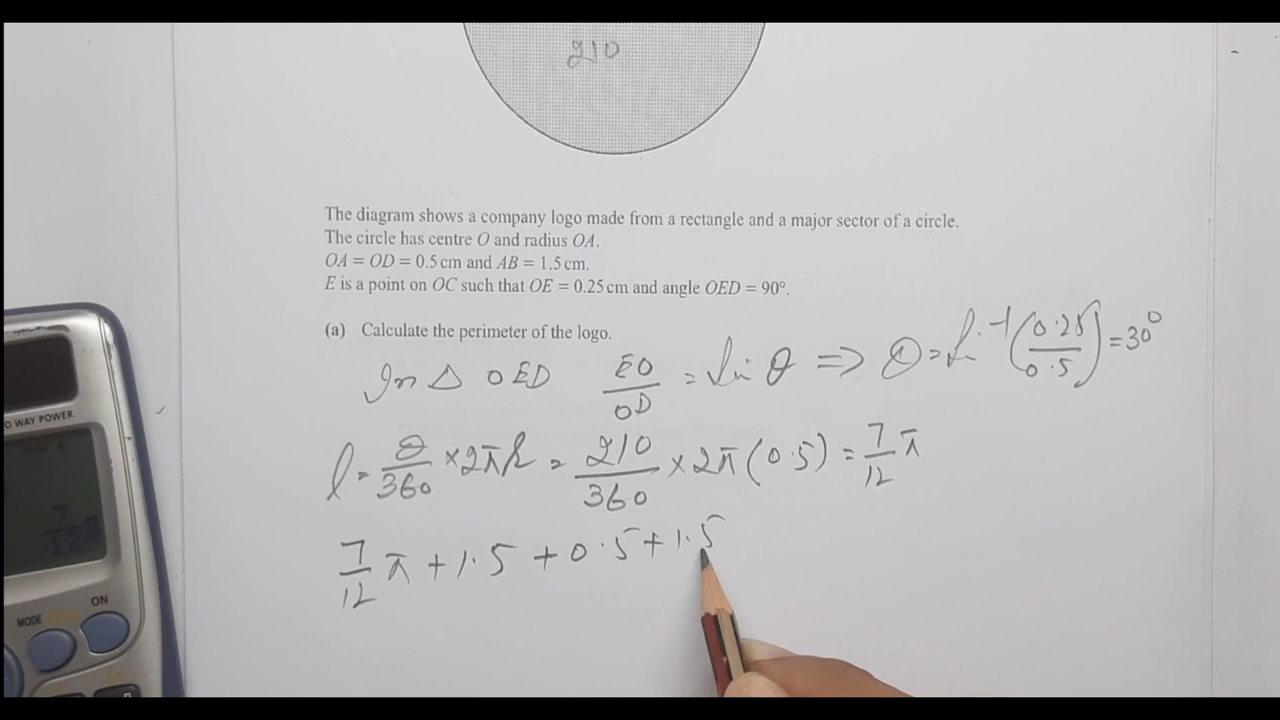 210
The diagram shows a company logo made from a rectangle and a major sector of a circle.
The circle has centre O and radius OA.
OA = OD = 0.5 cm and AB = 1.5 cm.
E is a point on OC such that OE = 0.25 cm and angle OED = 90°.
(a) Calculate the perimeter of the logo.
In △ OED EO/OD = Sin θ ⇒ θ = Sin⁻¹(0.25/0.5) = 30°
l = θ/360 × 2πr = 210/360 × 2π(0.5) = 7/12 π
7/12 π + 1.5 + 0.5 + 1.5
WAY POWER
7/12 π
MODE
ON